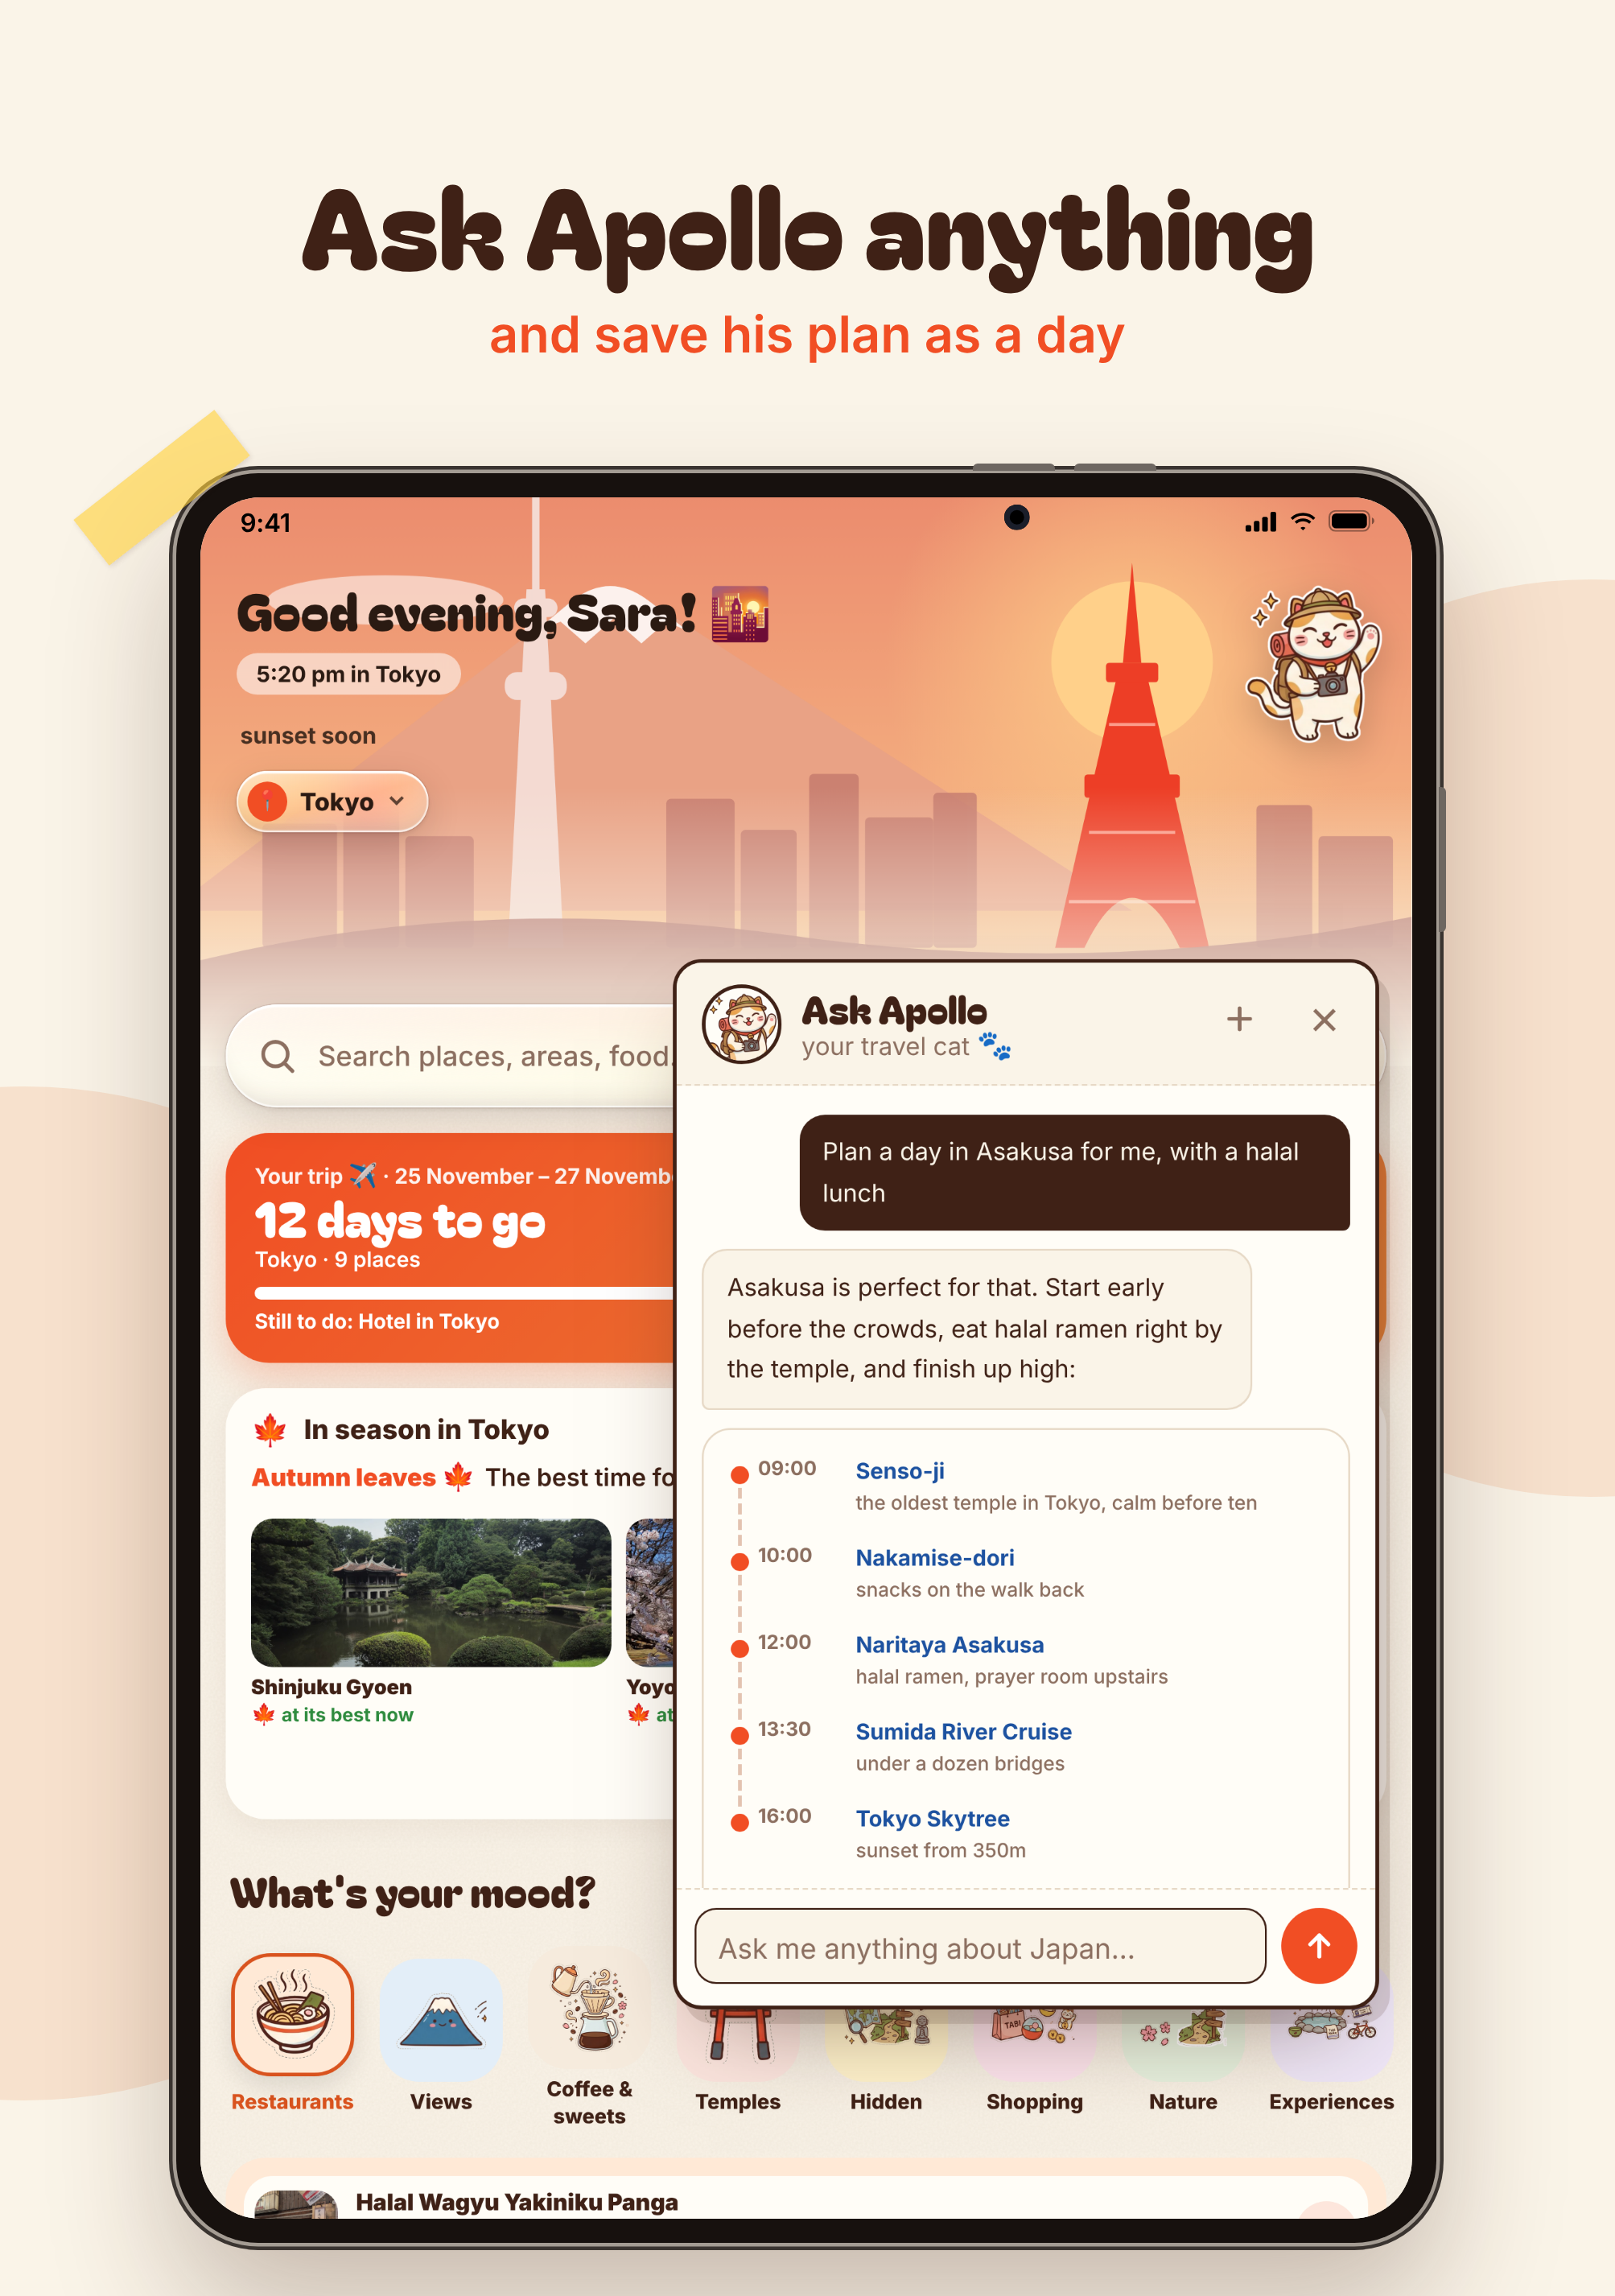 Ask Apollo anything
and save his plan as a day
9:41
Good evening, Sara!
5:20 pm in Tokyo
sunset soon
Tokyo
Search places, areas, food.
Your trip ✈️ · 25 November – 27 Novemb
12 days to go
Tokyo · 9 places
Still to do: Hotel in Tokyo
🍁 In season in Tokyo
Autumn leaves 🍁 The best time fo
Shinjuku Gyoen
🍁 at its best now
Yoyo
🍁 at
Ask Apollo
your travel cat 🐾
Plan a day in Asakusa for me, with a halal
lunch
Asakusa is perfect for that. Start early
before the crowds, eat halal ramen right by
the temple, and finish up high:
09:00 Senso-ji
the oldest temple in Tokyo, calm before ten
10:00 Nakamise-dori
snacks on the walk back
12:00 Naritaya Asakusa
halal ramen, prayer room upstairs
13:30 Sumida River Cruise
under a dozen bridges
16:00 Tokyo Skytree
sunset from 350m
Ask me anything about Japan...
What's your mood?
TABI
Restaurants
Views
Coffee &
sweets
Temples
Hidden
Shopping
Nature
Experiences
Halal Wagyu Yakiniku Panga